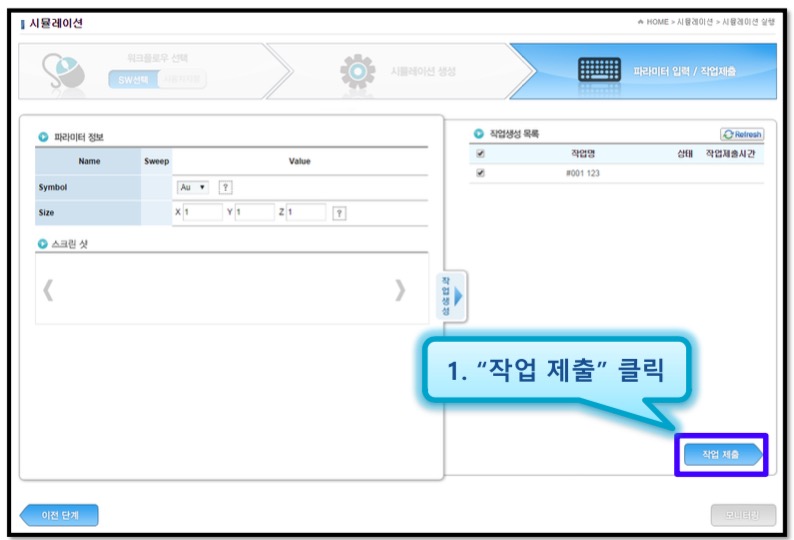 시뮬레이션
HOME > 시뮬레이션 > 시뮬레이션 실행
워크플로우 선택
SW선택
시뮬레이션 생성
파라미터 입력 / 작업제출
파라미터 정보
Name Sweep Value
Symbol Au ?
Size X 1 Y 1 Z 1 ?
스크린 샷
작업생성
작업생성 목록 Refresh
작업명 상태 작업제출시간
#001 123
1. “작업 제출” 클릭
작업 제출
이전 단계
모니터링